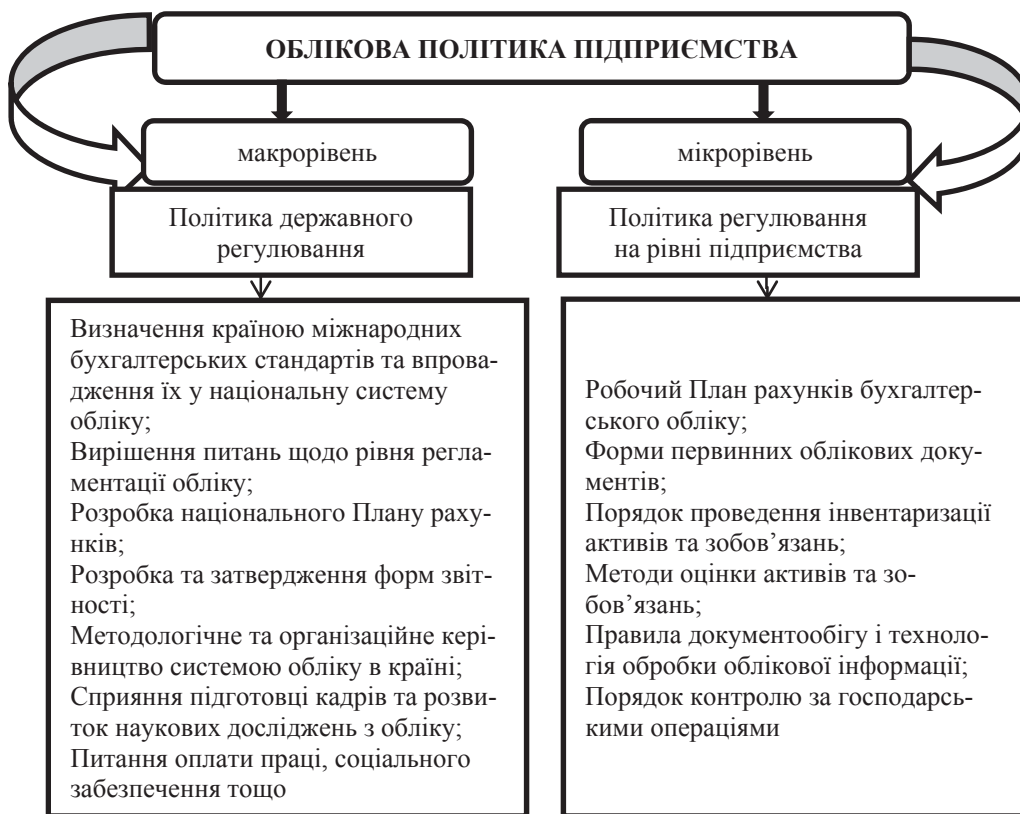 ОБЛІКОВА ПОЛІТИКА ПІДПРИЄМСТВА
макрорівень
мікрорівень
Політика державного
регулювання
Політика регулювання
на рівні підприємства
Визначення країною міжнародних
бухгалтерських стандартів та впрова-
дження їх у національну систему
обліку;
Вирішення питань щодо рівня регла-
ментації обліку;
Розробка національного Плану раху-
нків;
Розробка та затвердження форм звіт-
ності;
Методологічне та організаційне кері-
вництво системою обліку в країні;
Сприяння підготовці кадрів та розви-
ток наукових досліджень з обліку;
Питання оплати праці, соціального
забезпечення тощо
Робочий План рахунків бухгалтер-
ського обліку;
Форми первинних облікових доку-
ментів;
Порядок проведення інвентаризації
активів та зобов’язань;
Методи оцінки активів та зо-
бов’язань;
Правила документообігу і техноло-
гія обробки облікової інформації;
Порядок контролю за господарсь-
кими операціями